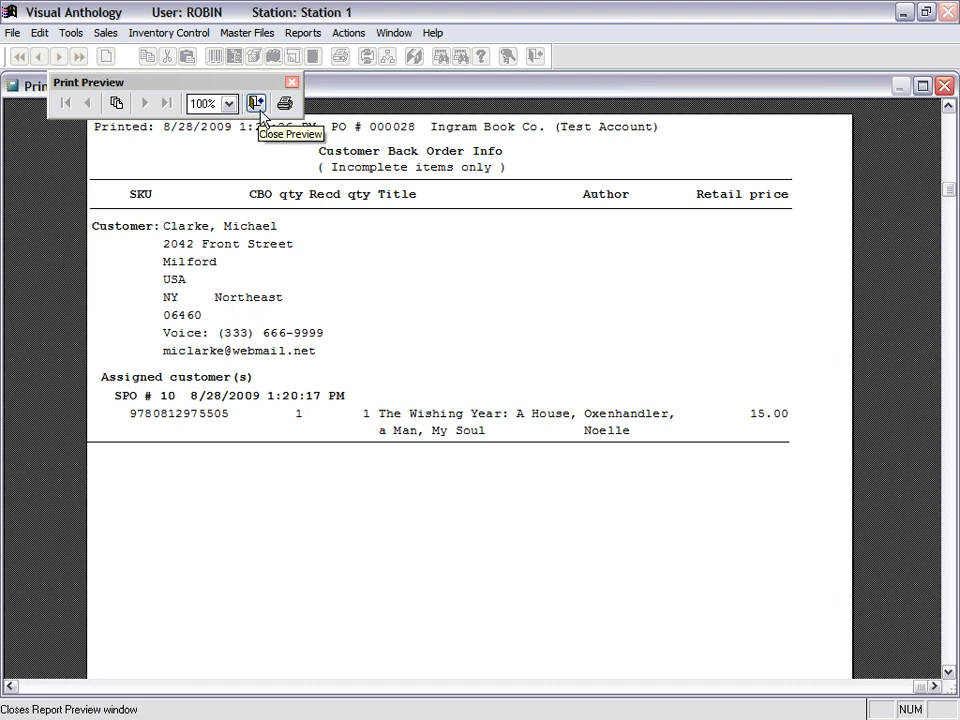 Visual Anthology User: ROBIN Station: Station 1
File Edit Tools Sales Inventory Control Master Files Reports Actions Window Help
Print Preview
100%
Close Preview
Printed: 8/28/2009 PM PO # 000028 Ingram Book Co. (Test Account)
Customer Back Order Info
( Incomplete items only )
SKU CBO qty Recd qty Title Author Retail price
Customer: Clarke, Michael
2042 Front Street
Milford
USA
NY Northeast
06460
Voice: (333) 666-9999
miclarke@webmail.net
Assigned customer(s)
SPO # 10 8/28/2009 1:20:17 PM
9780812975505 1 1 The Wishing Year: A House, Oxenhandler, 15.00
a Man, My Soul Noelle
Closes Report Preview window NUM